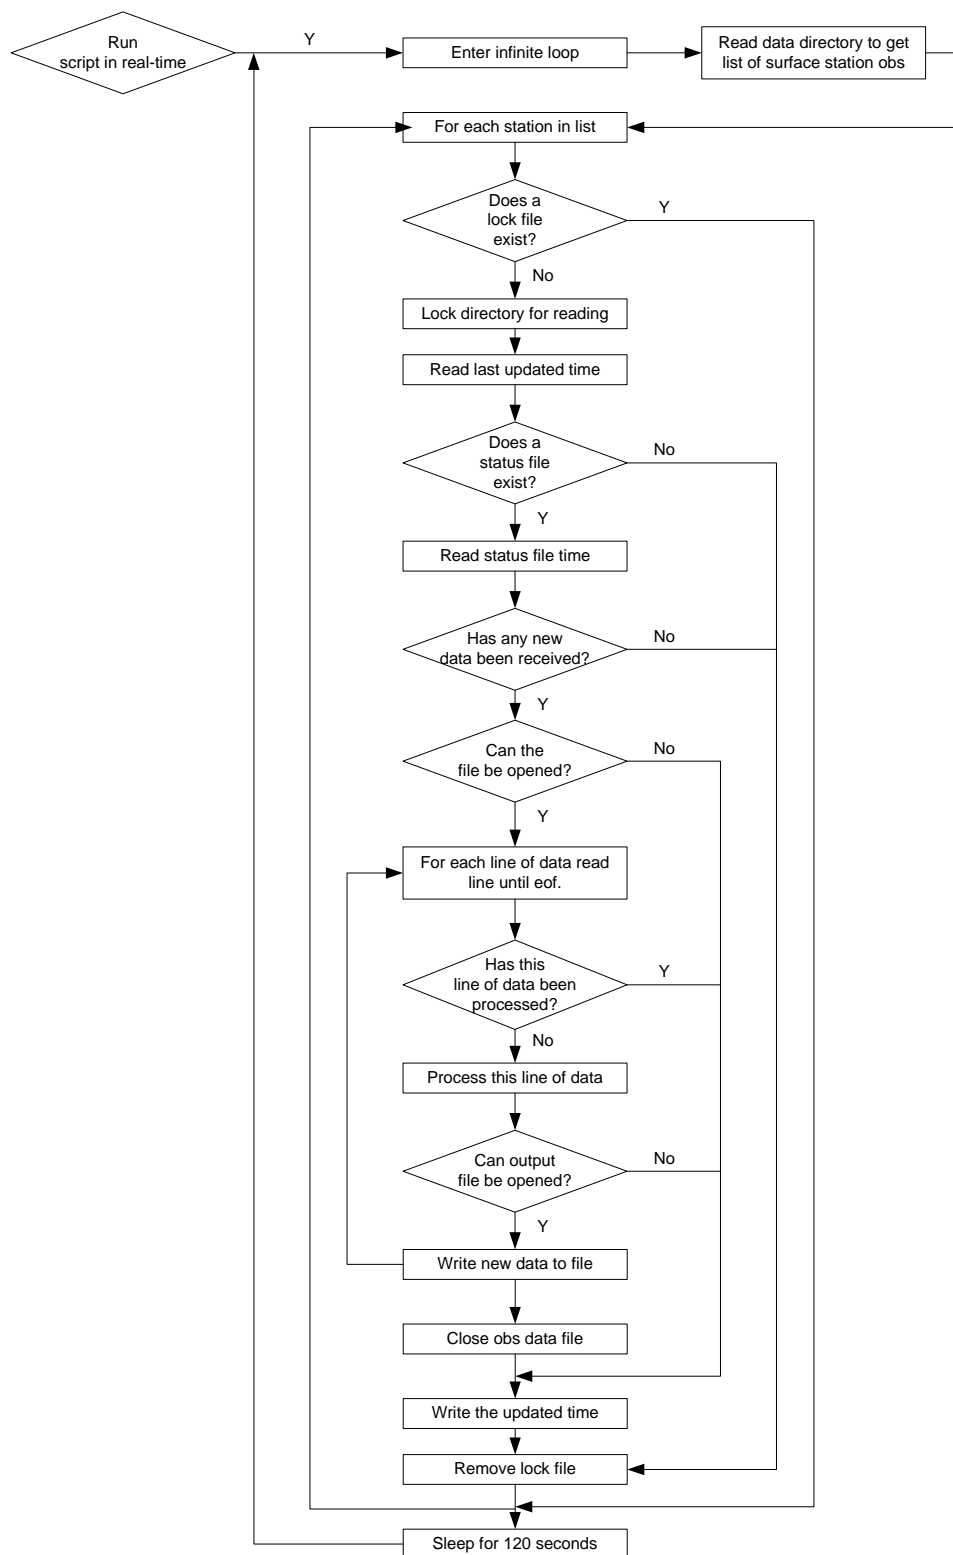 Run
script in real-time
Y
Enter infinite loop
Read data directory to get
list of surface station obs
For each station in list
Does a
lock file
exist?
Y
No
Lock directory for reading
Read last updated time
Does a
status file
exist?
No
Y
Read status file time
Has any new
data been received?
No
Y
Can the
file be opened?
No
Y
For each line of data read
line until eof.
Has this
line of data been
processed?
Y
No
Process this line of data
Can output
file be opened?
No
Y
Write new data to file
Close obs data file
Write the updated time
Remove lock file
Sleep for 120 seconds